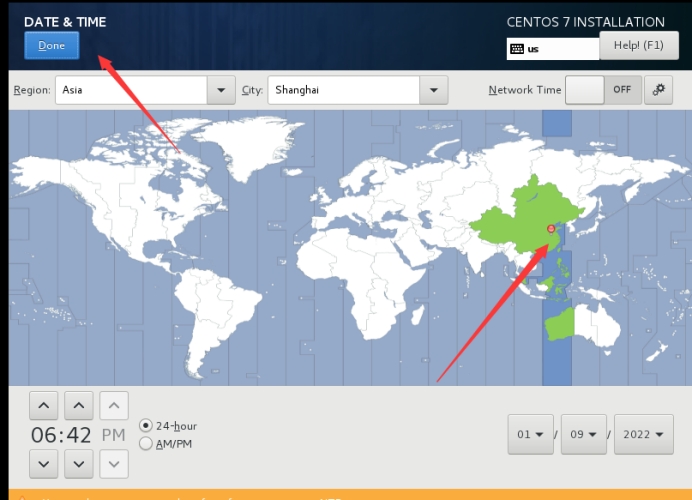 DATE & TIME
CENTOS 7 INSTALLATION
Done
us
Help! (F1)
Region:
Asia
City:
Shanghai
Network Time
OFF
06:42 PM
24-hour
AM/PM
01 / 09 / 2022